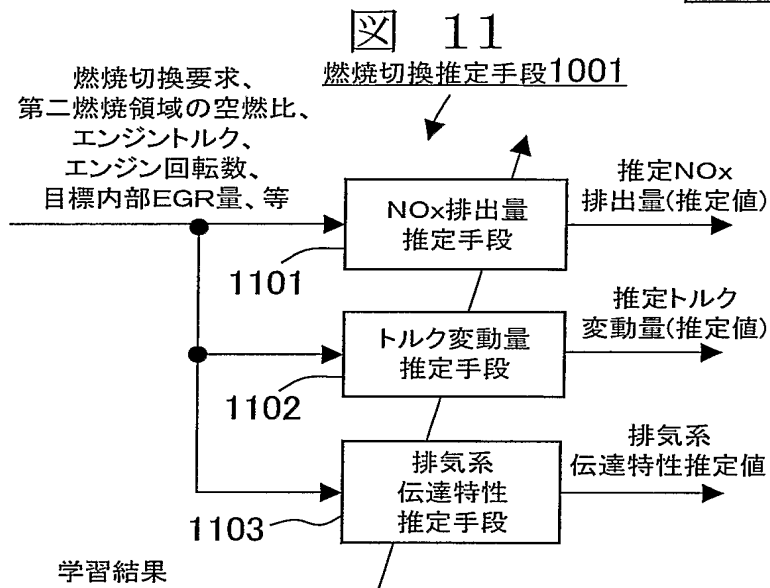 図 11
燃焼切換推定手段1001
燃焼切換要求、
第二燃焼領域の空燃比、
エンジントルク、
エンジン回転数、
目標内部EGR量、等
NOx排出量
推定手段
1101
推定NOx
排出量(推定値)
トルク変動量
推定手段
1102
推定トルク
変動量(推定値)
排気系
伝達特性
推定手段
1103
排気系
伝達特性推定値
学習結果